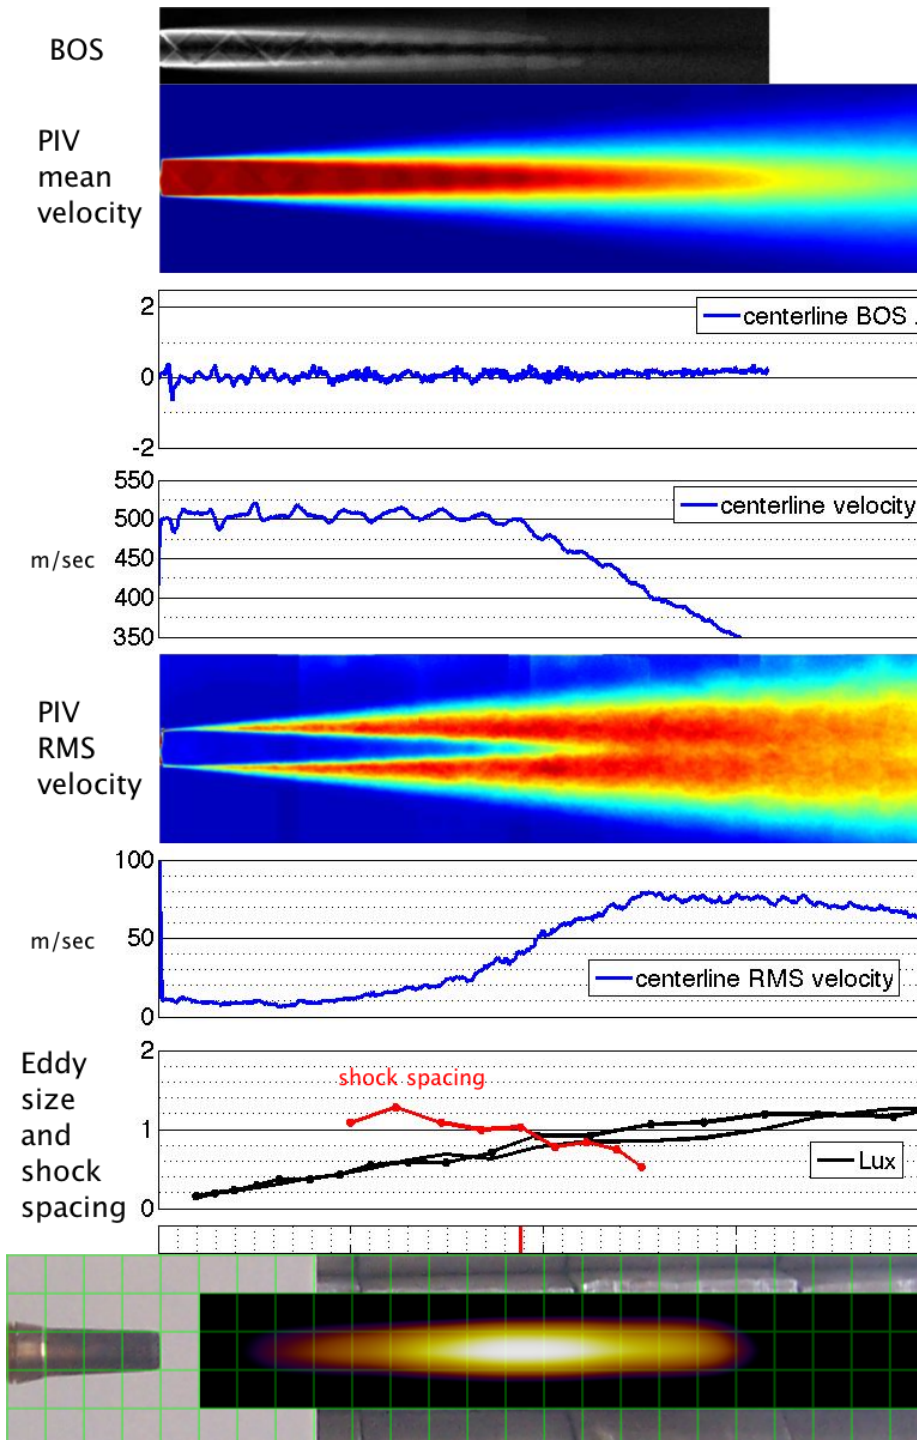 BOS
PIV
mean
velocity
2
0
-2
centerline BOS .
550
500
450
400
350
m/sec
centerline velocity
PIV
RMS
velocity
100
50
0
m/sec
centerline RMS velocity
Eddy
size
and
shock
spacing
2
1
0
shock spacing
Lux